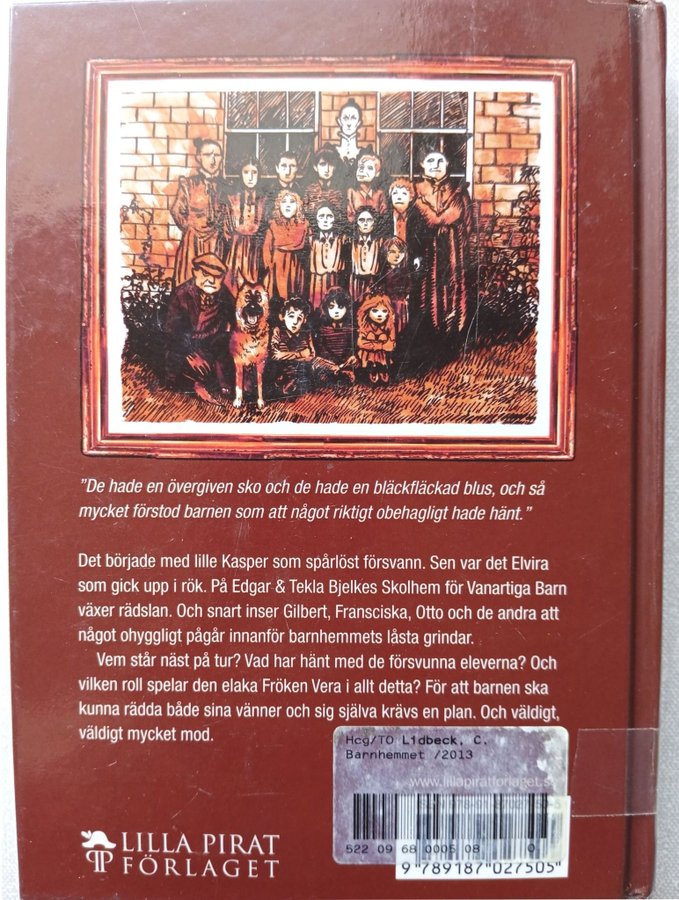 ”De hade en övergiven sko och de hade en bläckfläckad blus, och så
mycket förstod barnen som att något riktigt obehagligt hade hänt.”
Det började med lille Kasper som spårlöst försvann. Sen var det Elvira
som gick upp i rök. På Edgar & Tekla Bjelkes Skolhem för Vanartiga Barn
växer rädslan. Och snart inser Gilbert, Fransciska, Otto och de andra att
något ohyggligt pågår innanför barnhemmets låsta grindar.
Vem står näst på tur? Vad har hänt med de försvunna eleverna? Och
vilken roll spelar den elaka Fröken Vera i allt detta? För att barnen ska
kunna rädda både sina vänner och sig själva krävs en plan. Och väldigt,
väldigt mycket mod.
Hcg/TO Lidbeck, C.
Barnhemmet /2013
www.lillapiratforlaget.s
522 09 68 0005 08 0
9 789187 027505
LILLA PIRAT
FÖRLAGET